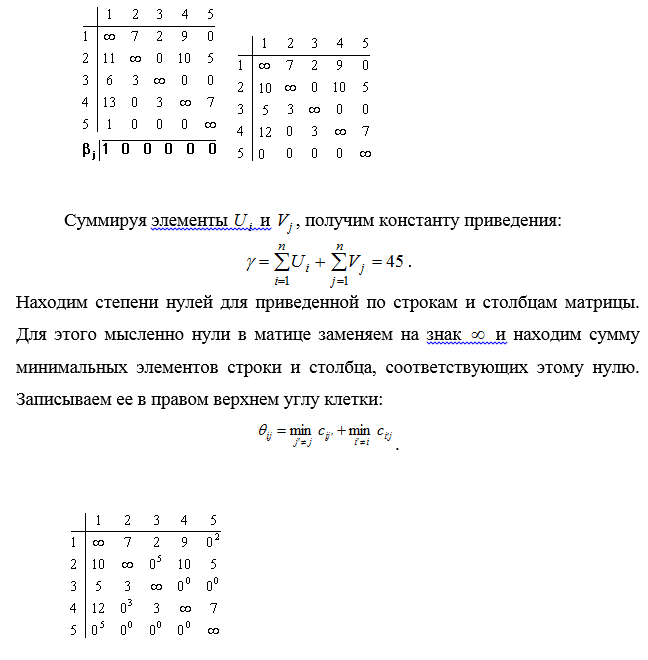 1 2 3 4 5
1 ∞ 7 2 9 0
2 11 ∞ 0 10 5
3 6 3 ∞ 0 0
4 13 0 3 ∞ 7
5 1 0 0 0 ∞
βj 1 0 0 0 0 0
1 2 3 4 5
1 ∞ 7 2 9 0
2 10 ∞ 0 10 5
3 5 3 ∞ 0 0
4 12 0 3 ∞ 7
5 0 0 0 0 ∞
Суммируя элементы U_i и V_j, получим константу приведения:
γ = ∑_{i=1}^{n} U_i + ∑_{j=1}^{n} V_j = 45 .
Находим степени нулей для приведенной по строкам и столбцам матрицы.
Для этого мысленно нули в матице заменяем на знак ∞ и находим сумму
минимальных элементов строки и столбца, соответствующих этому нулю.
Записываем ее в правом верхнем углу клетки:
θ_{ij} = min_{j'≠j} c_{ij'} + min_{i'≠i} c_{i'j} .
1 2 3 4 5
1 ∞ 7 2 9 0^2
2 10 ∞ 0^5 10 5
3 5 3 ∞ 0^0 0^0
4 12 0^3 3 ∞ 7
5 0^5 0^0 0^0 0^0 ∞